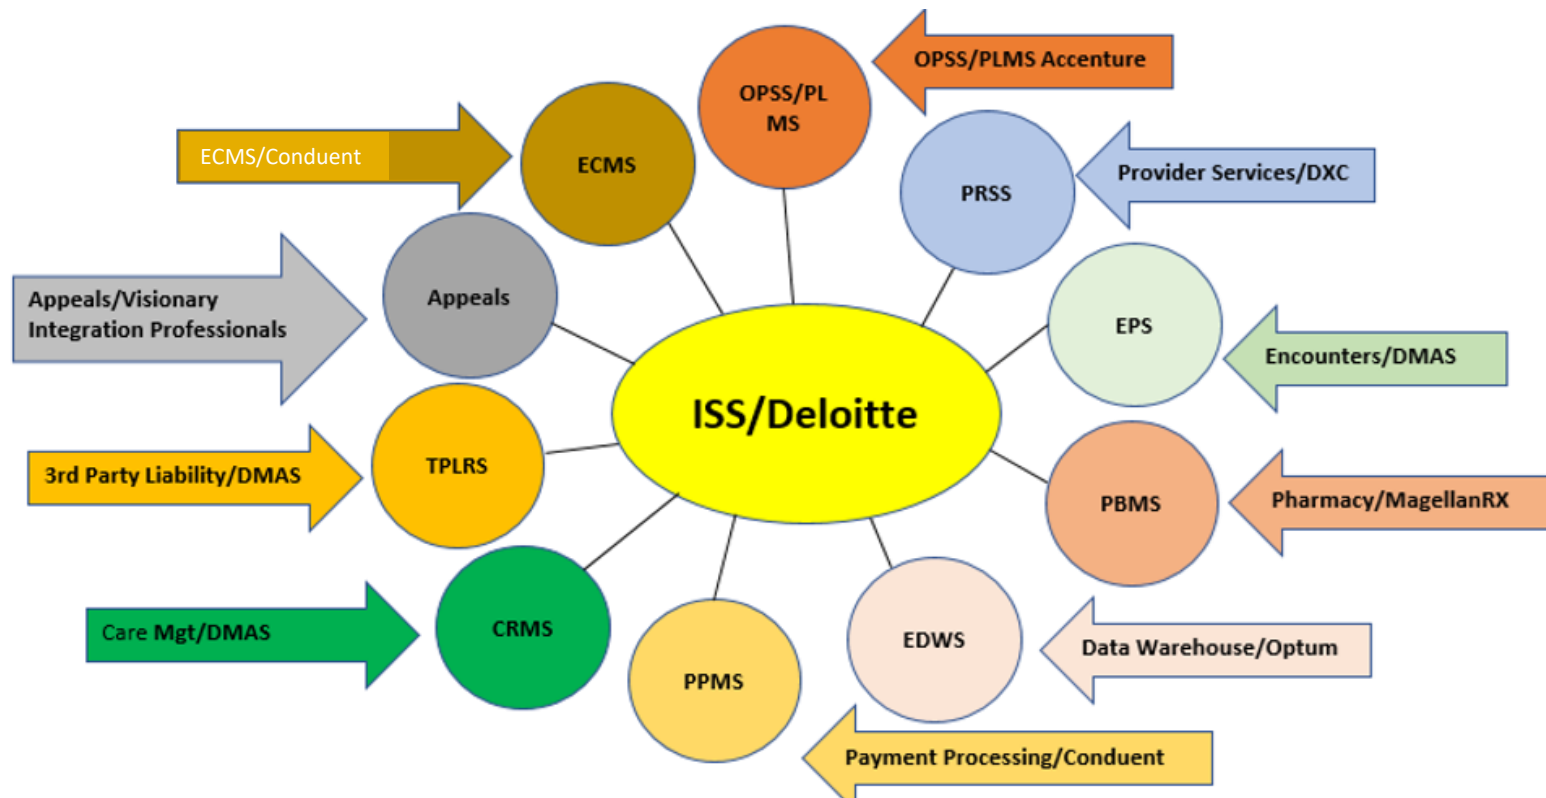 OPSS/PLMS Accenture
OPSS/PL
MS
ECMS/Conduent
ECMS
Provider Services/DXC
PRSS
Appeals/Visionary
Integration Professionals
Appeals
EPS
Encounters/DMAS
ISS/Deloitte
3rd Party Liability/DMAS
TPLRS
PBMS
Pharmacy/MagellanRX
Care Mgt/DMAS
CRMS
PPMS
EDWS
Data Warehouse/Optum
Payment Processing/Conduent